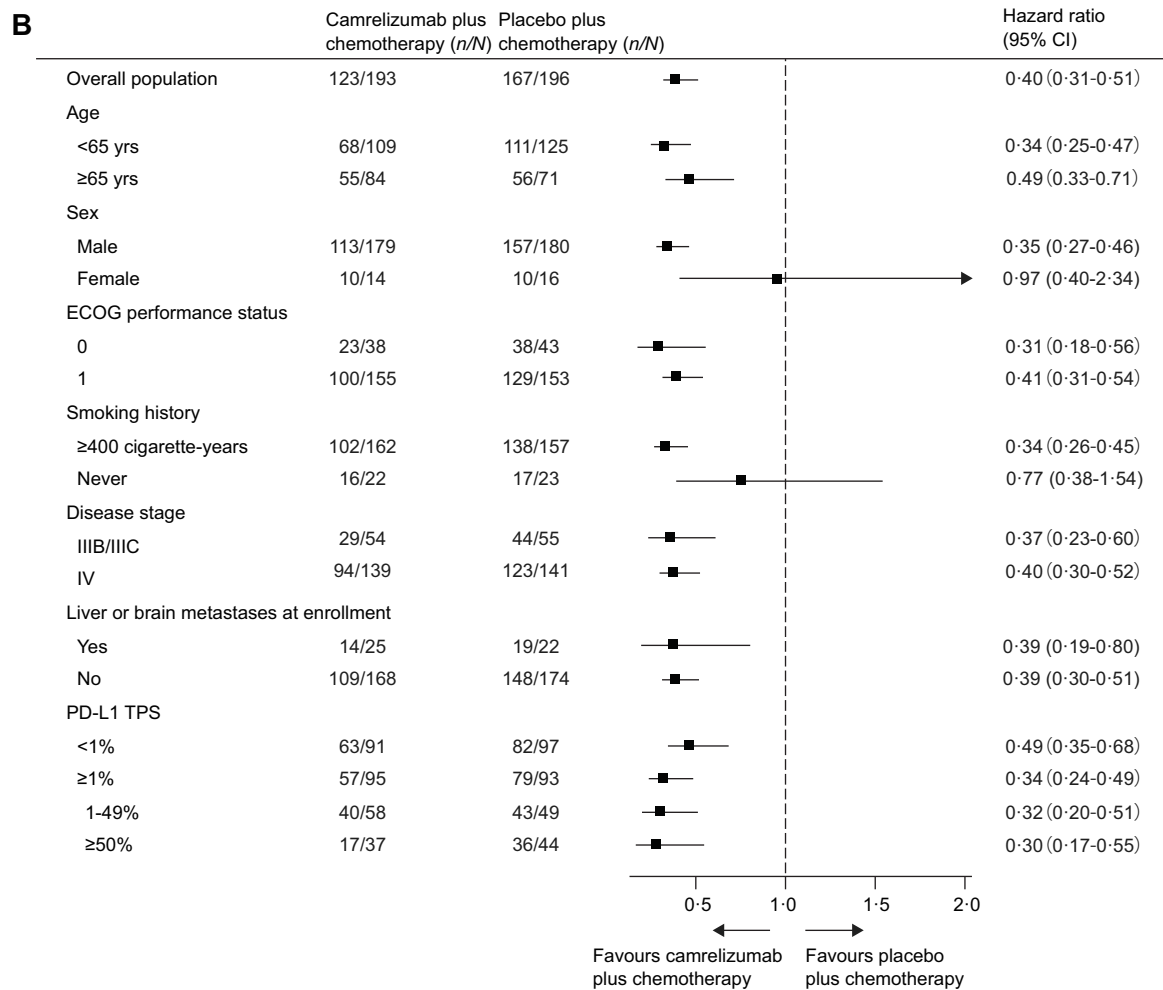 B
Camrelizumab plus chemotherapy (n/N) Placebo plus chemotherapy (n/N) Hazard ratio (95% CI)
Overall population 123/193 167/196 0·40 (0·31-0·51)
Age
<65 yrs 68/109 111/125 0·34 (0·25-0·47)
≥65 yrs 55/84 56/71 0.49 (0.33-0.71)
Sex
Male 113/179 157/180 0·35 (0·27-0·46)
Female 10/14 10/16 0·97 (0·40-2·34)
ECOG performance status
0 23/38 38/43 0·31 (0·18-0·56)
1 100/155 129/153 0·41 (0·31-0·54)
Smoking history
≥400 cigarette-years 102/162 138/157 0·34 (0·26-0·45)
Never 16/22 17/23 0·77 (0·38-1·54)
Disease stage
IIIB/IIIC 29/54 44/55 0·37 (0·23-0·60)
IV 94/139 123/141 0·40 (0·30-0·52)
Liver or brain metastases at enrollment
Yes 14/25 19/22 0·39 (0·19-0·80)
No 109/168 148/174 0·39 (0·30-0·51)
PD-L1 TPS
<1% 63/91 82/97 0·49 (0·35-0·68)
≥1% 57/95 79/93 0·34 (0·24-0·49)
1-49% 40/58 43/49 0·32 (0·20-0·51)
≥50% 17/37 36/44 0·30 (0·17-0·55)
0·5 1·0 1·5 2·0
Favours camrelizumab plus chemotherapy Favours placebo plus chemotherapy